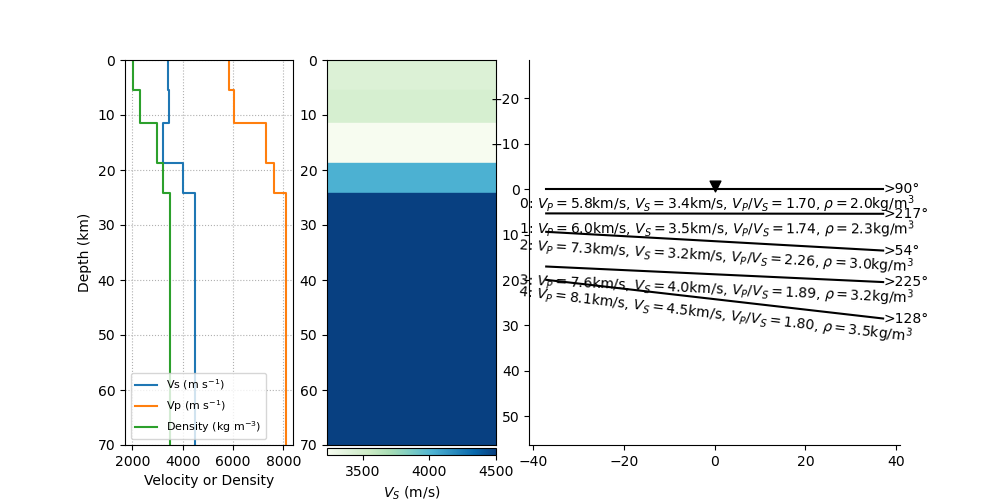 0
10
20
30
40
50
60
70
Depth (km)
2000 4000 6000 8000
Velocity or Density
Vs (m s⁻¹)
Vp (m s⁻¹)
Density (kg m⁻³)
0
10
20
30
40
50
60
70
3500 4000 4500
V_S (m/s)
−20
−10
0
10
20
30
40
50
−40 −20 0 20 40
>90°
0: V_P = 5.8km/s, V_S = 3.4km/s, V_P/V_S = 1.70, ρ = 2.0kg/m³
>217°
1: V_P = 6.0km/s, V_S = 3.5km/s, V_P/V_S = 1.74, ρ = 2.3kg/m³
>54°
2: V_P = 7.3km/s, V_S = 3.2km/s, V_P/V_S = 2.26, ρ = 3.0kg/m³
>225°
3: V_P = 7.6km/s, V_S = 4.0km/s, V_P/V_S = 1.89, ρ = 3.2kg/m³
>128°
4: V_P = 8.1km/s, V_S = 4.5km/s, V_P/V_S = 1.80, ρ = 3.5kg/m³